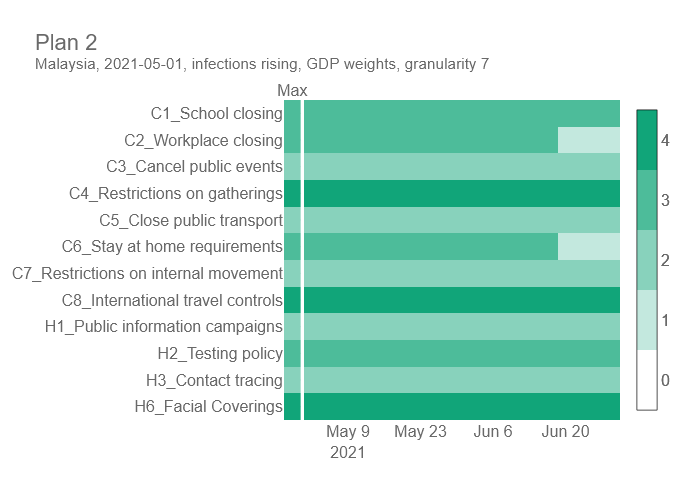 Plan 2
Malaysia, 2021-05-01, infections rising, GDP weights, granularity 7
Max
C1_School closing
C2_Workplace closing
C3_Cancel public events
C4_Restrictions on gatherings
C5_Close public transport
C6_Stay at home requirements
C7_Restrictions on internal movement
C8_International travel controls
H1_Public information campaigns
H2_Testing policy
H3_Contact tracing
H6_Facial Coverings
May 9 May 23 Jun 6 Jun 20
2021
4
3
2
1
0